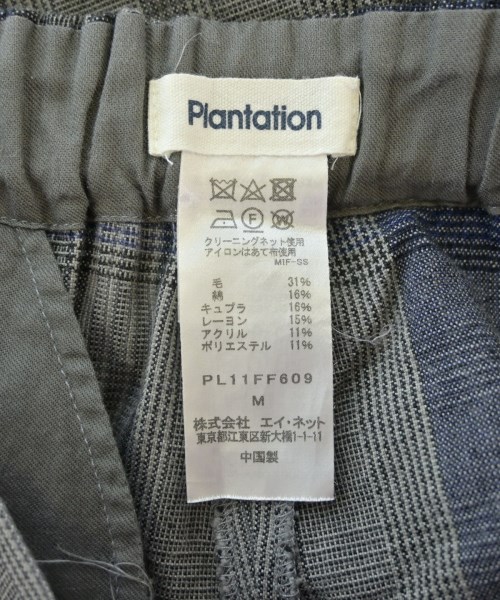 Plantation
F
W
クリーニングネット使用
アイロンはあて布使用
MIF-SS
毛 31%
綿 16%
キュプラ 16%
レーヨン 15%
アクリル 11%
ポリエステル 11%
PL11FF609
M
株式会社 エイ・ネット
東京都江東区新大橋1-1-11
中国製